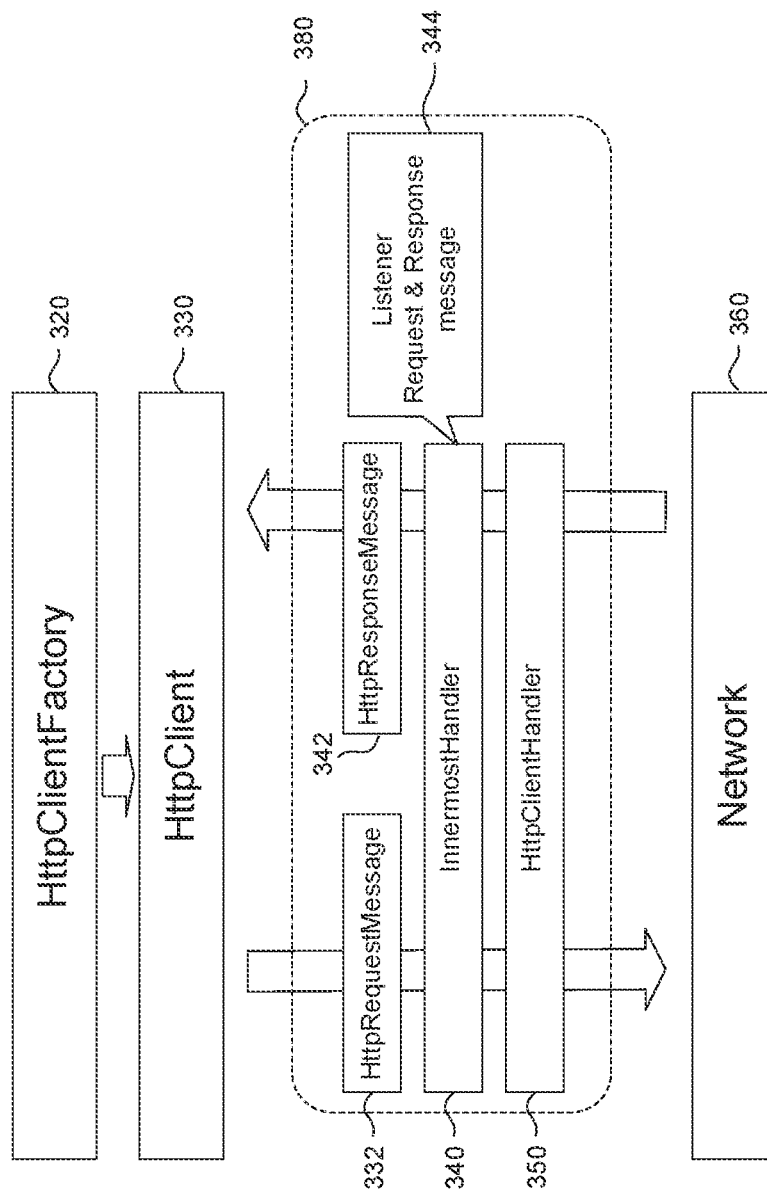 HttpClientFactory
320
HttpClient
330
380
HttpRequestMessage
332
342
HttpResponseMessage
Listener
Request & Response
message
344
InnermostHandler
340
HttpClientHandler
350
Network
360